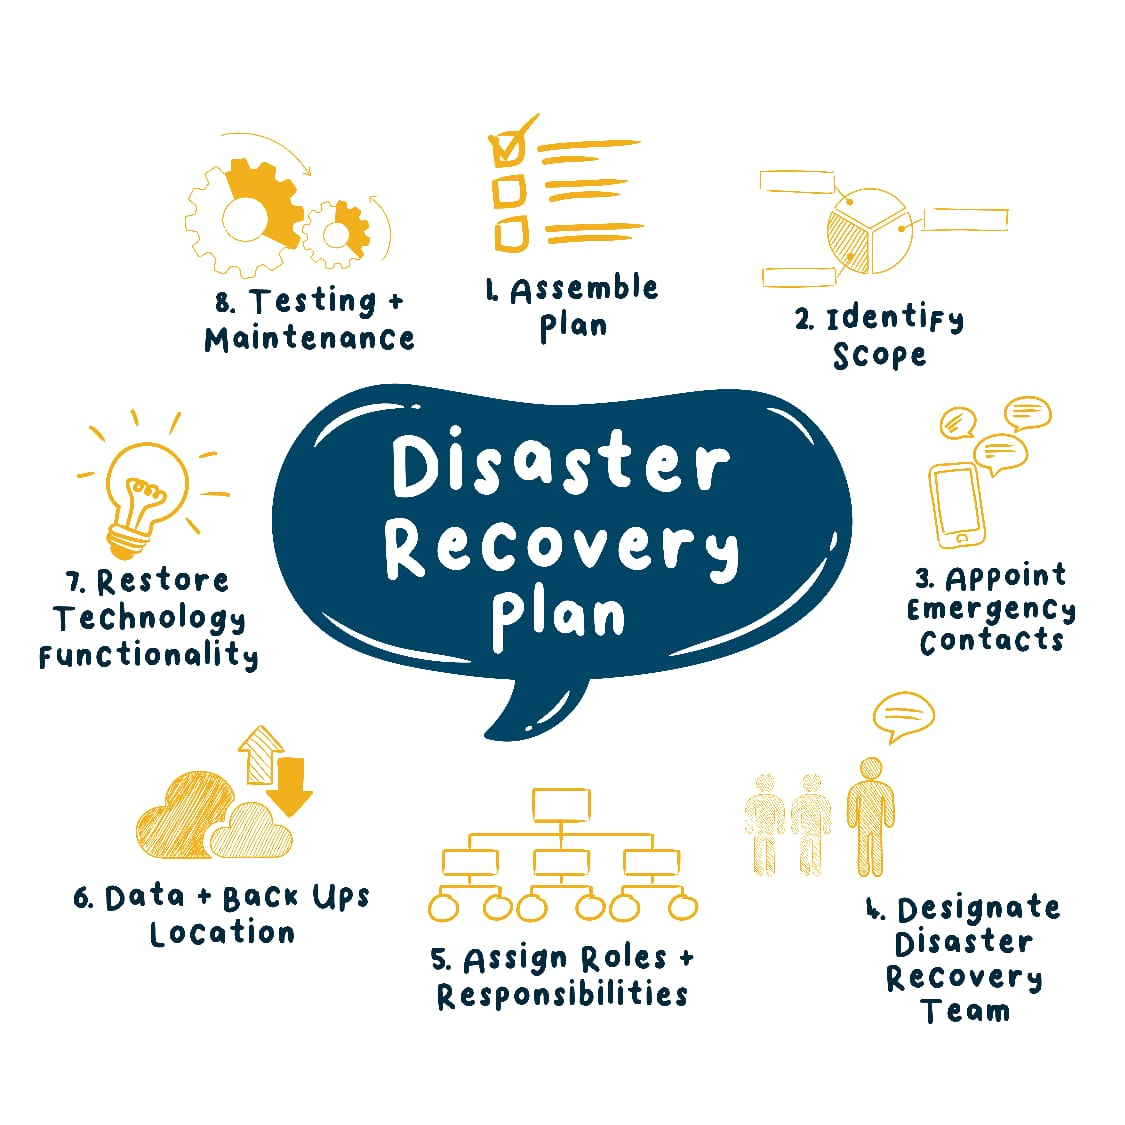 Disaster
Recovery
Plan
1. Assemble
Plan
2. Identify
Scope
3. Appoint
Emergency
Contacts
4. Designate
Disaster
Recovery
Team
5. Assign Roles +
Responsibilities
6. Data + Back Ups
Location
7. Restore
Technology
Functionality
8. Testing +
Maintenance